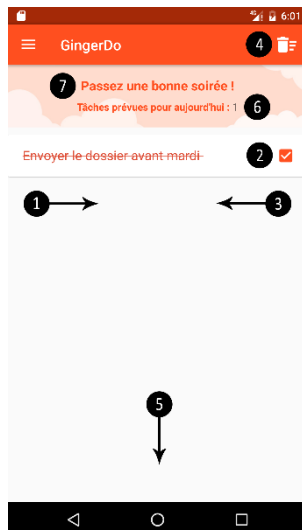 4G 6:01
GingerDo 4
7 Passez une bonne soirée !
Tâches prévues pour aujourd'hui : 1 6
Envoyer le dossier avant mardi 2
1 3
5